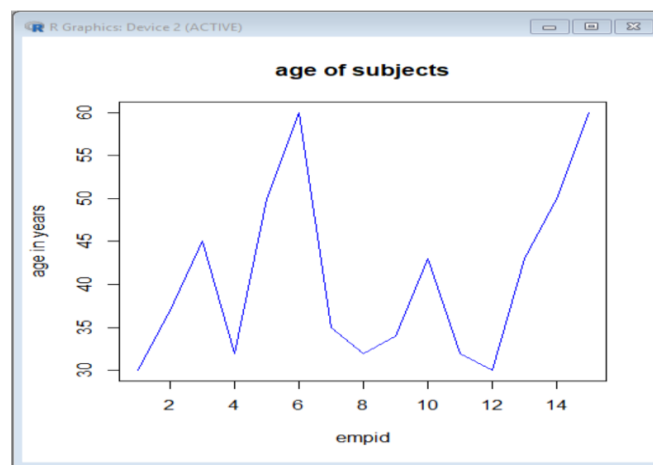 R Graphics: Device 2 (ACTIVE)
age of subjects
age in years
60
55
50
45
40
35
30
2 4 6 8 10 12 14
empid